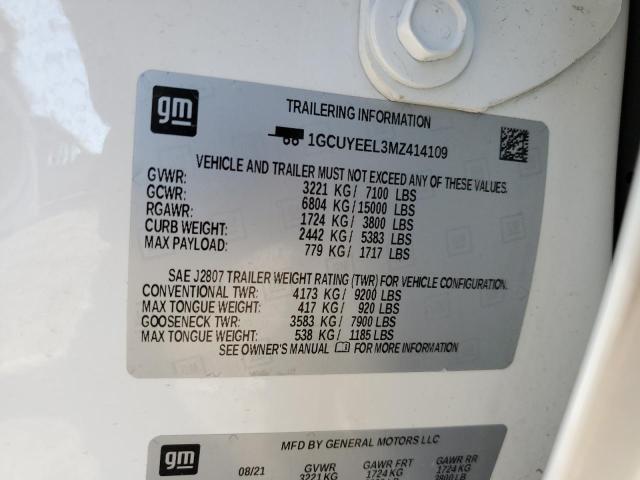 gm
TRAILERING INFORMATION
1GCUYEEL3MZ414109
VEHICLE AND TRAILER MUST NOT EXCEED ANY OF THESE VALUES.
GVWR: 3221 KG/ 7100 LBS
GCWR: 6804 KG/15000 LBS
RGAWR: 1724 KG/ 3800 LBS
CURB WEIGHT: 2442 KG/ 5383 LBS
MAX PAYLOAD: 779 KG/ 1717 LBS
SAE J2807 TRAILER WEIGHT RATING (TWR) FOR VEHICLE CONFIGURATION.
CONVENTIONAL TWR: 4173 KG/ 9200 LBS
MAX TONGUE WEIGHT: 417 KG/ 920 LBS
GOOSENECK TWR: 3583 KG/ 7900 LBS
MAX TONGUE WEIGHT: 538 KG/ 1185 LBS
SEE OWNER'S MANUAL FOR MORE INFORMATION
gm
MFD BY GENERAL MOTORS LLC
08/21 GVWR GAWR FRT GAWR RR
3221 KG 1724 KG 1724 KG
3800 LB